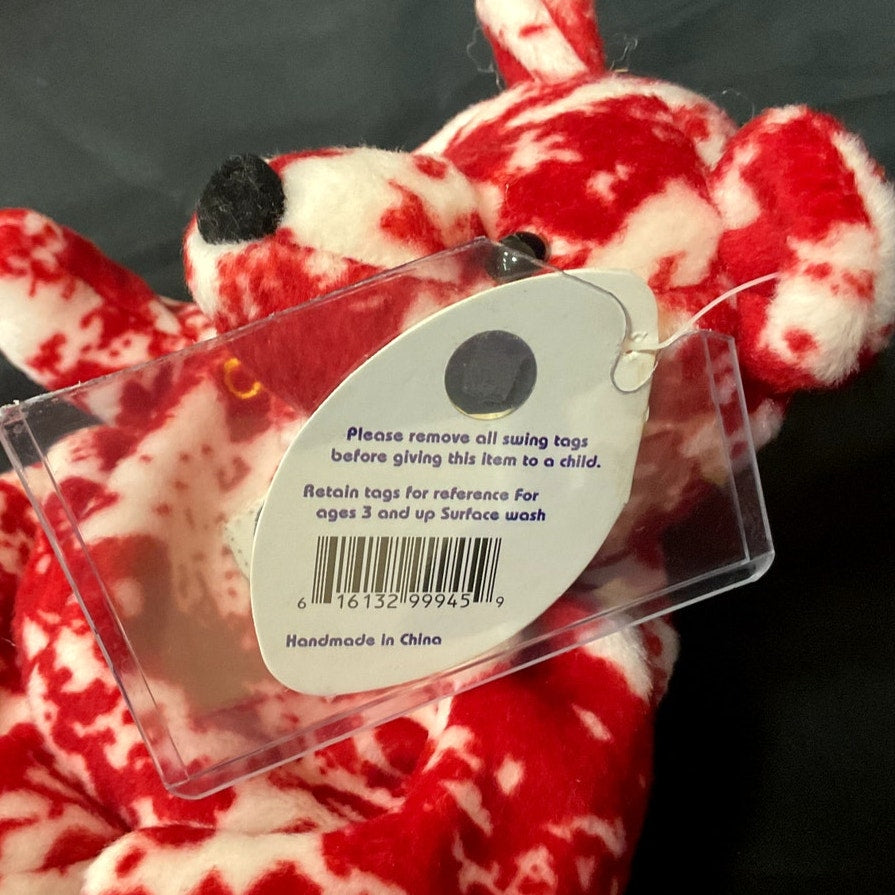 Please remove all swing tags
before giving this item to a child.
Retain tags for reference For
ages 3 and up Surface wash
6 16132 99945 9
Handmade in China